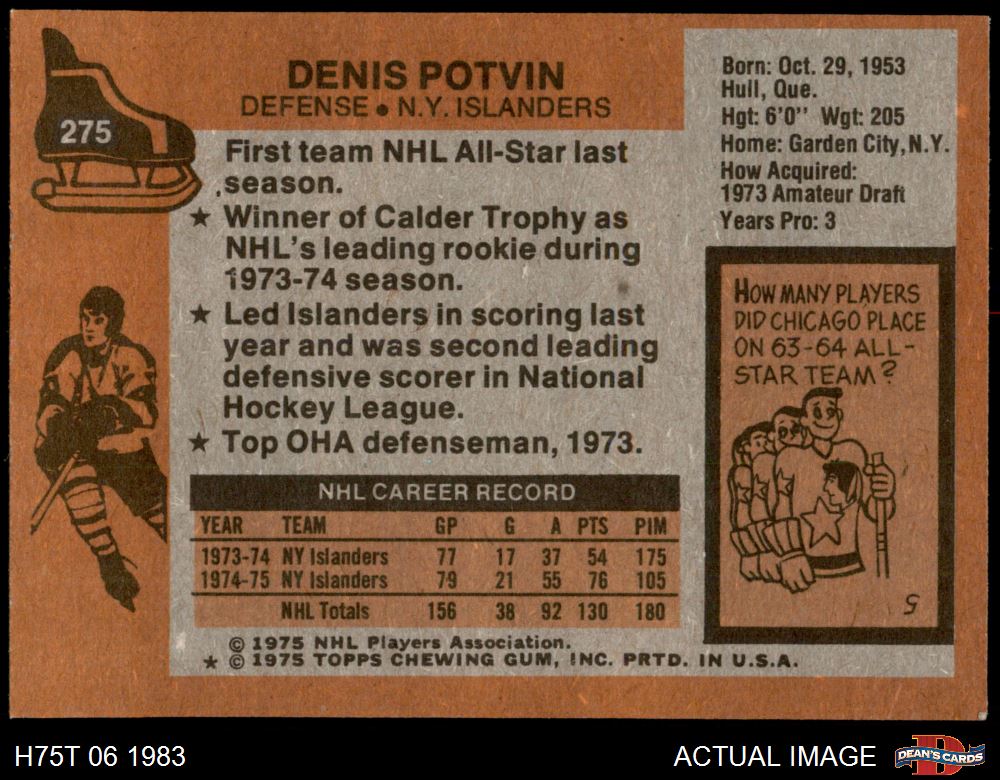 275
DENIS POTVIN
DEFENSE • N.Y. ISLANDERS
First team NHL All-Star last
season.
★ Winner of Calder Trophy as
NHL's leading rookie during
1973-74 season.
★ Led Islanders in scoring last
year and was second leading
defensive scorer in National
Hockey League.
★ Top OHA defenseman, 1973.
NHL CAREER RECORD
YEAR TEAM GP G A PTS PIM
1973-74 NY Islanders 77 17 37 54 175
1974-75 NY Islanders 79 21 55 76 105
NHL Totals 156 38 92 130 180
© 1975 NHL Players Association.
★ © 1975 TOPPS CHEWING GUM, INC. PRTD. IN U.S.A.
Born: Oct. 29, 1953
Hull, Que.
Hgt: 6'0" Wgt: 205
Home: Garden City, N.Y.
How Acquired:
1973 Amateur Draft
Years Pro: 3
HOW MANY PLAYERS
DID CHICAGO PLACE
ON 63-64 ALL-
STAR TEAM?
5
H75T 06 1983
ACTUAL IMAGE
D
DEAN'S CARDS